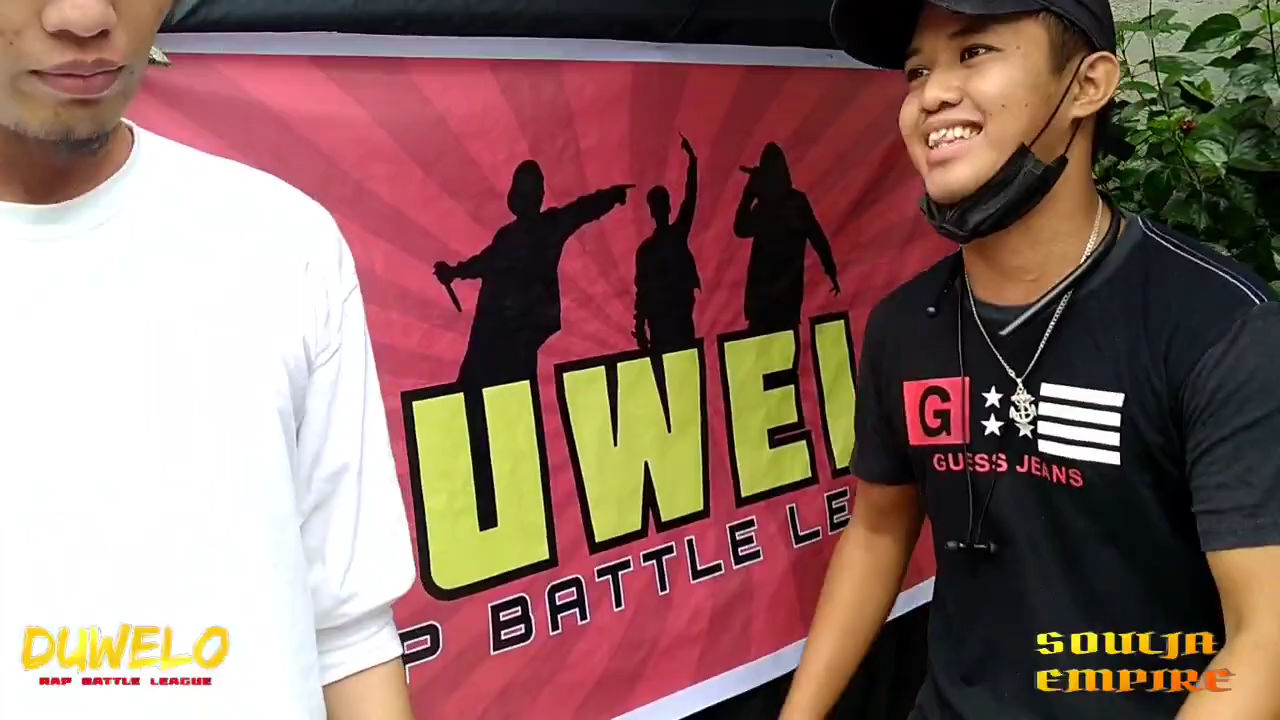 UWEL
P BATTLE LE
G
GUESS JEANS
DUWELO
RAP BATTLE LEAGUE
SOULJA
EMPIRE